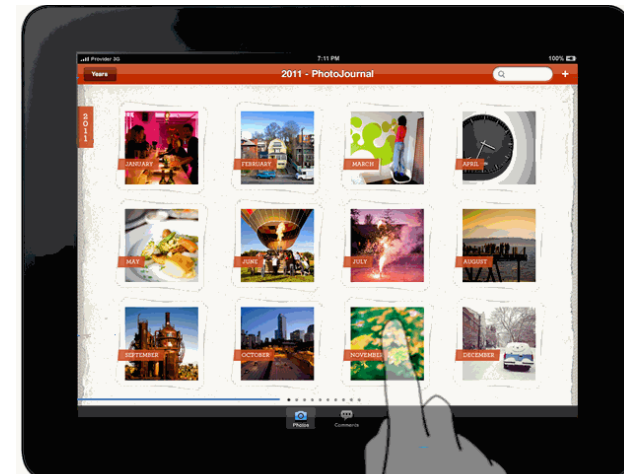 Provider 3G 7:11 PM 100%
Years 2011 - PhotoJournal
2011
JANUARY FEBRUARY MARCH APRIL
MAY JUNE JULY AUGUST
SEPTEMBER OCTOBER NOVEMBER DECEMBER
Photos Comments